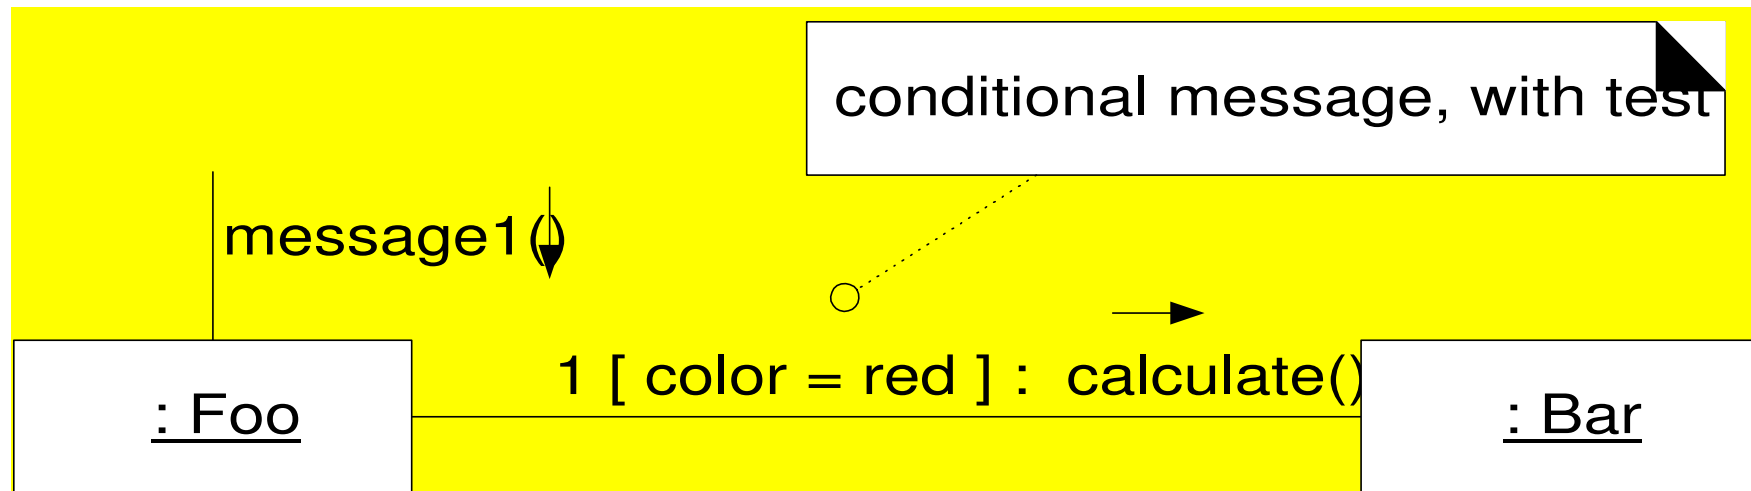 conditional message, with test
message1()
1 [ color = red ] : calculate()
: Foo
: Bar